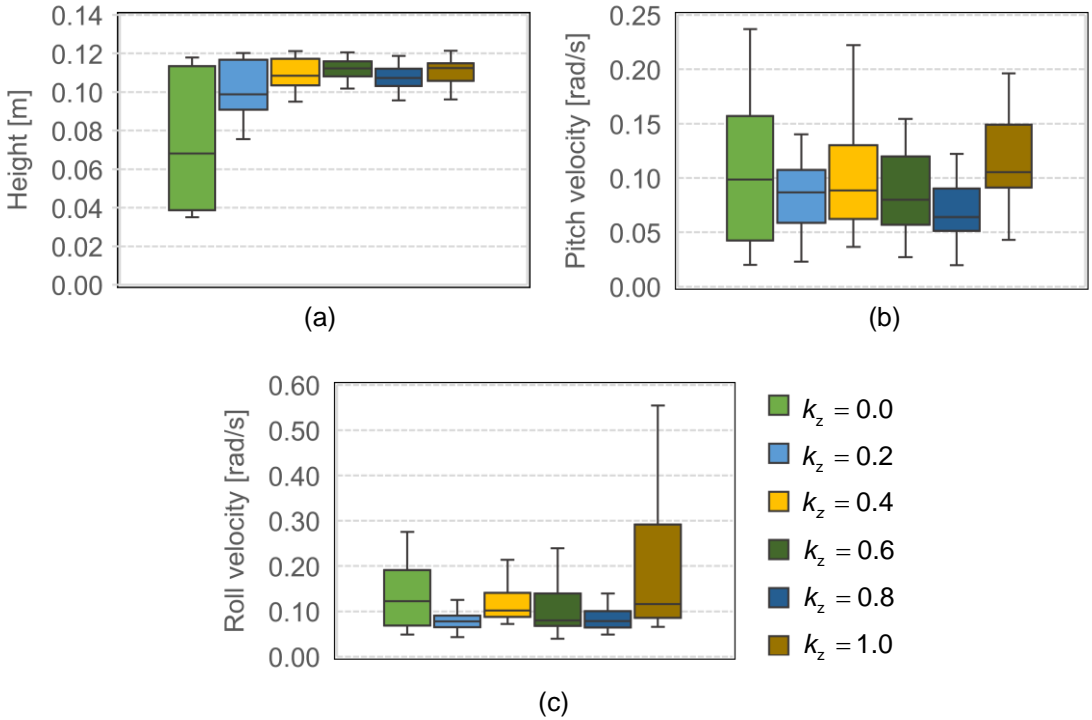 Height [m]
0.14
0.12
0.10
0.08
0.06
0.04
0.02
0.00
(a)
Pitch velocity [rad/s]
0.25
0.20
0.15
0.10
0.05
0.00
(b)
Roll velocity [rad/s]
0.60
0.50
0.40
0.30
0.20
0.10
0.00
(c)
k_z = 0.0
k_z = 0.2
k_z = 0.4
k_z = 0.6
k_z = 0.8
k_z = 1.0